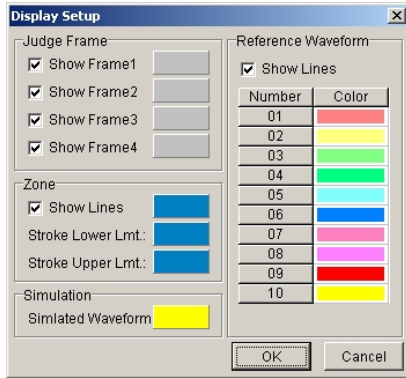 Display Setup
Judge Frame
Show Frame1
Show Frame2
Show Frame3
Show Frame4
Zone
Show Lines
Stroke Lower Lmt.:
Stroke Upper Lmt.:
Simulation
Simlated Waveform
Reference Waveform
Show Lines
Number Color
01
02
03
04
05
06
07
08
09
10
OK Cancel